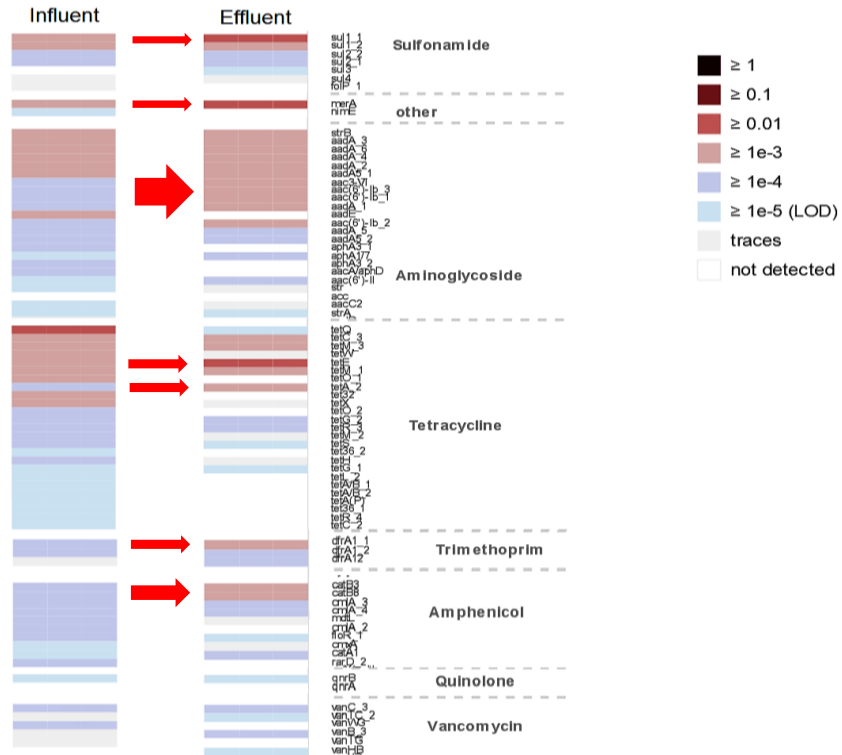 Influent
Effluent
sul1_1
sul1_2
sul2_2
sul2_1
sul3
sul4
folP_1
Sulfonamide
merA
nimE
other
strB
aadA_3
aadA_6
aadA_4
aadA_2
aadA5_1
aac3-VI
aac(6')-Ib_3
aac(6')-Ib_1
aadA_1
aadE
aac(6')-Ib_2
aadA_5
aadA5_2
aphA3_1
aphA1/7
aphA3_2
aacA/aphD
aac(6')-II
str
acc
aacC2
strA
Aminoglycoside
tetQ
tetC_3
tetM_3
tetW
tetE
tetM_1
tetO_1
tetA_2
tet32
tetX
tetO_2
tetG_2
tetR_3
tetM_2
tetS
tet36_2
tetH
tetG_1
tetL_2
tetA/B_1
tetA/B_2
tetA(P)
tet36_1
tetR_4
tetC_2
Tetracycline
dfrA1_1
dfrA1_2
dfrA12
Trimethoprim
catB3
catB8
cmlA_3
cmlA_4
mdtL
cmlA_2
floR_1
cmxA
catA1
rarD_2
Amphenicol
qnrB
qnrA
Quinolone
vanC_3
vanTC_2
vanWG
vanB_3
vanTG
vanHB
Vancomycin
≥ 1
≥ 0.1
≥ 0.01
≥ 1e-3
≥ 1e-4
≥ 1e-5 (LOD)
traces
not detected